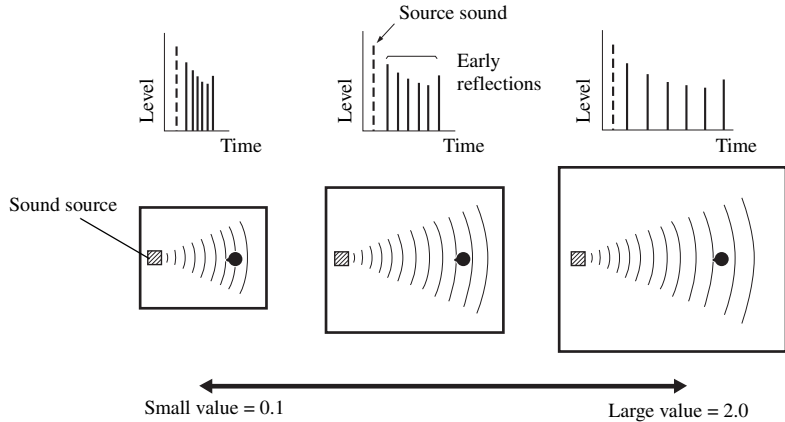 Source sound
Early
reflections
Level
Time
Level
Time
Level
Time
Sound source
Small value = 0.1
Large value = 2.0